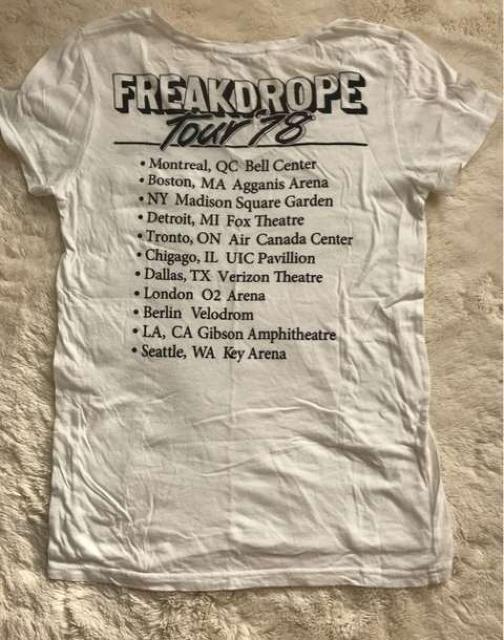 FREAKDROPE
Tour '78
• Montreal, QC Bell Center
• Boston, MA Agganis Arena
• NY Madison Square Garden
• Detroit, MI Fox Theatre
• Tronto, ON Air Canada Center
• Chigago, IL UIC Pavillion
• Dallas, TX Verizon Theatre
• London O2 Arena
• Berlin Velodrom
• LA, CA Gibson Amphitheatre
• Seattle, WA Key Arena